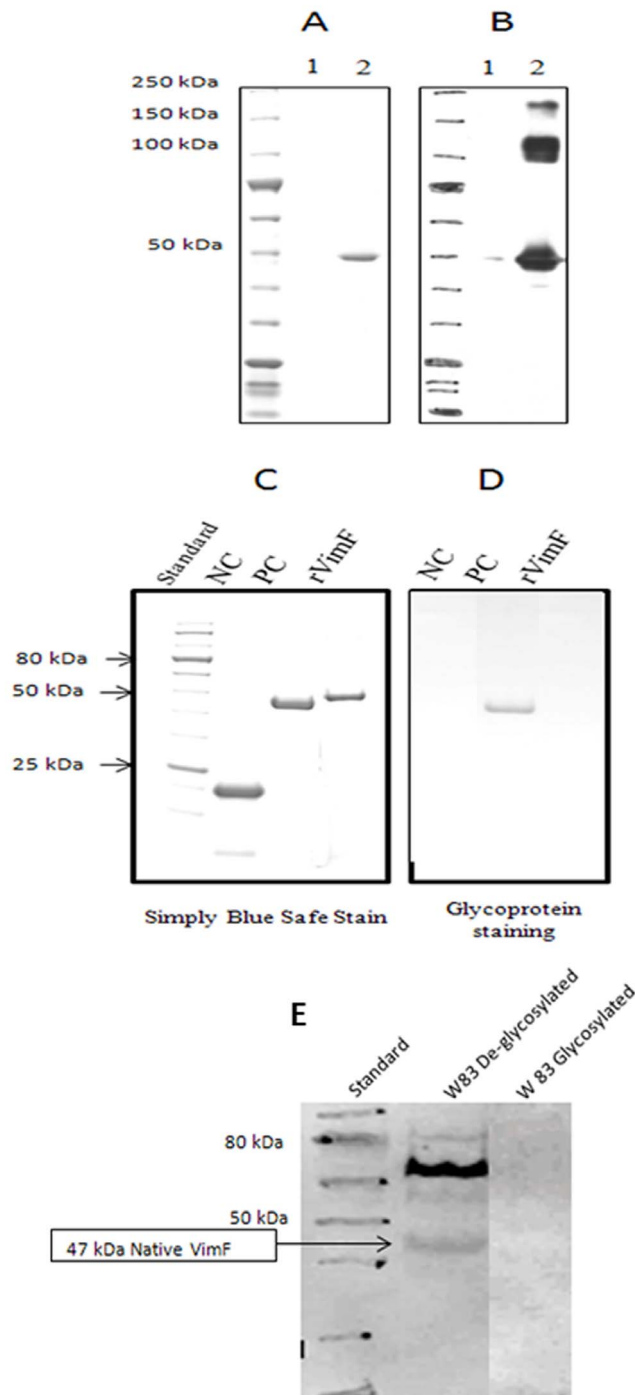 A
B
1 2
1 2
250 kDa
150 kDa
100 kDa
50 kDa
C
D
Standard
NC
PC
rVimF
NC
PC
rVimF
80 kDa
50 kDa
25 kDa
Simply Blue Safe Stain
Glycoprotein
staining
E
Standard
W83 De-glycosylated
W 83 Glycosylated
80 kDa
50 kDa
47 kDa Native VimF